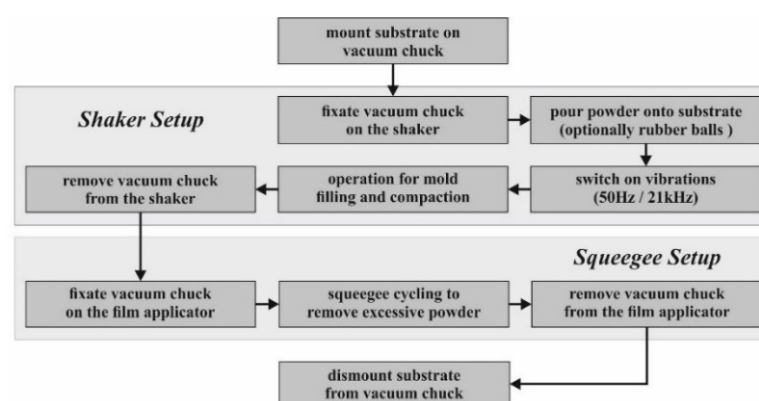 mount substrate on
vacuum chuck
Shaker Setup
fixate vacuum chuck
on the shaker
pour powder onto substrate
(optionally rubber balls )
switch on vibrations
(50Hz / 21kHz)
operation for mold
filling and compaction
remove vacuum chuck
from the shaker
Squeegee Setup
fixate vacuum chuck
on the film applicator
squeegee cycling to
remove excessive powder
remove vacuum chuck
from the film applicator
dismount substrate
from vacuum chuck